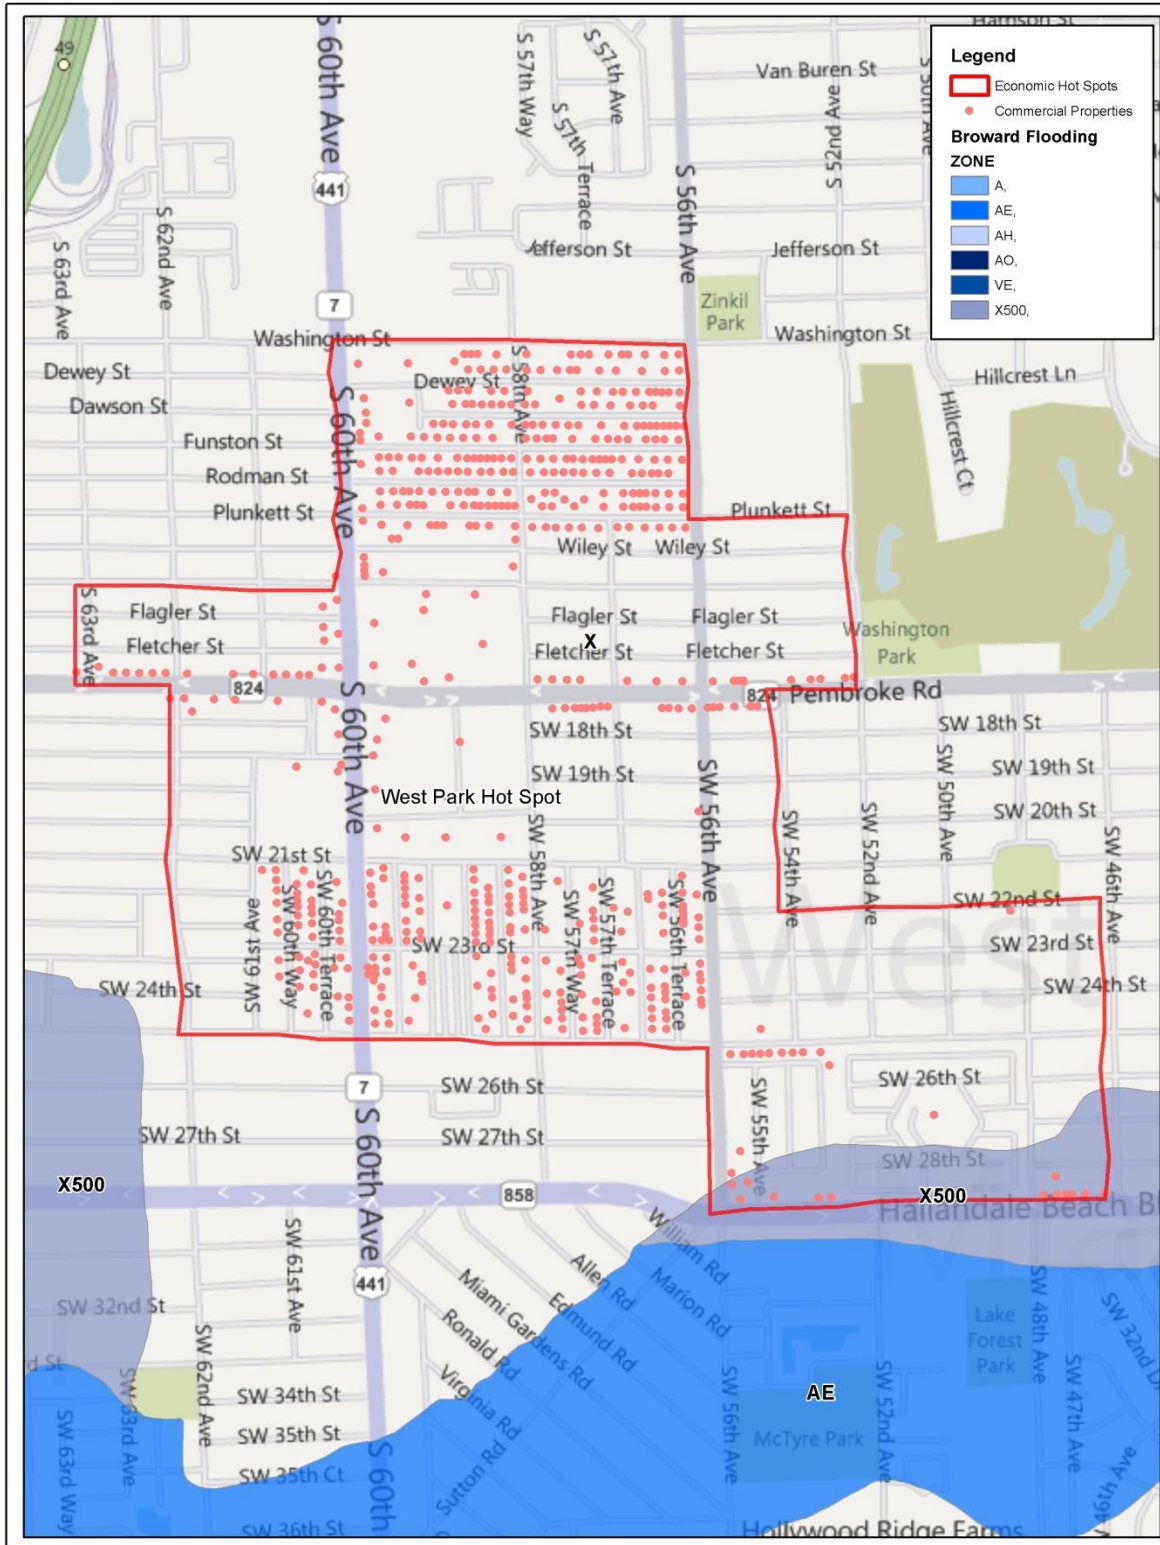 Harrison St
Legend
Economic Hot Spots
Commercial Properties
Broward Flooding
ZONE
A,
AE,
AH,
AO,
VE,
X500,
49
S 60th Ave
S 57th Way
S 57th Ave
Van Buren St
S 50th Ave
S 52nd Ave
S 57th Terrace
S 56th Ave
441
S 63rd Ave
S 62nd Ave
Jefferson St
Jefferson St
Zinkil
Park
7
Washington St
Washington St
Dewey St
Dewey St
S 58th Ave
Hillcrest Ln
Dawson St
S 60th Ave
Hillcrest Ct
Funston St
Rodman St
Plunkett St
Plunkett St
Wiley St
Wiley St
S 63rd Ave
Flagler St
Flagler St
Flagler St
X
Fletcher St
Fletcher St
Fletcher St
Washington
Park
824
824
Pembroke Rd
S 60th Ave
SW 18th St
SW 18th St
SW 19th St
SW 19th St
SW 56th Ave
SW 50th Ave
West Park Hot Spot
SW 20th St
SW 54th Ave
SW 52nd Ave
SW 58th Ave
SW 46th Ave
SW 21st St
SW 22nd St
SW 61st Ave
SW 60th Way
SW 60th Terrace
SW 57th Way
SW 57th Terrace
SW 56th Terrace
West
SW 23rd St
SW 23rd St
SW 24th St
SW 24th St
7
SW 26th St
SW 26th St
SW 55th Ave
SW 27th St
SW 27th St
S 60th Ave
SW 28th St
X500
858
X500
Hallandale Beach Bl
SW 61st Ave
William Rd
441
Allen Rd
Marion Rd
Miami Gardens Rd
Edmund Rd
SW 32nd St
Ronald Rd
Lake
Forest
Park
SW 48th Ave
SW 32nd D
d St
SW 62nd Ave
SW 63rd Ave
SW 34th St
Virginia Rd
AE
SW 56th Ave
SW 52nd Ave
SW 47th Ave
SW 63rd Way
SW 35th St
McTyre Park
S 60th
SW 35th Ct
Sutton Rd
46th Ave
SW 36th St
Hollywood Ridge Farms